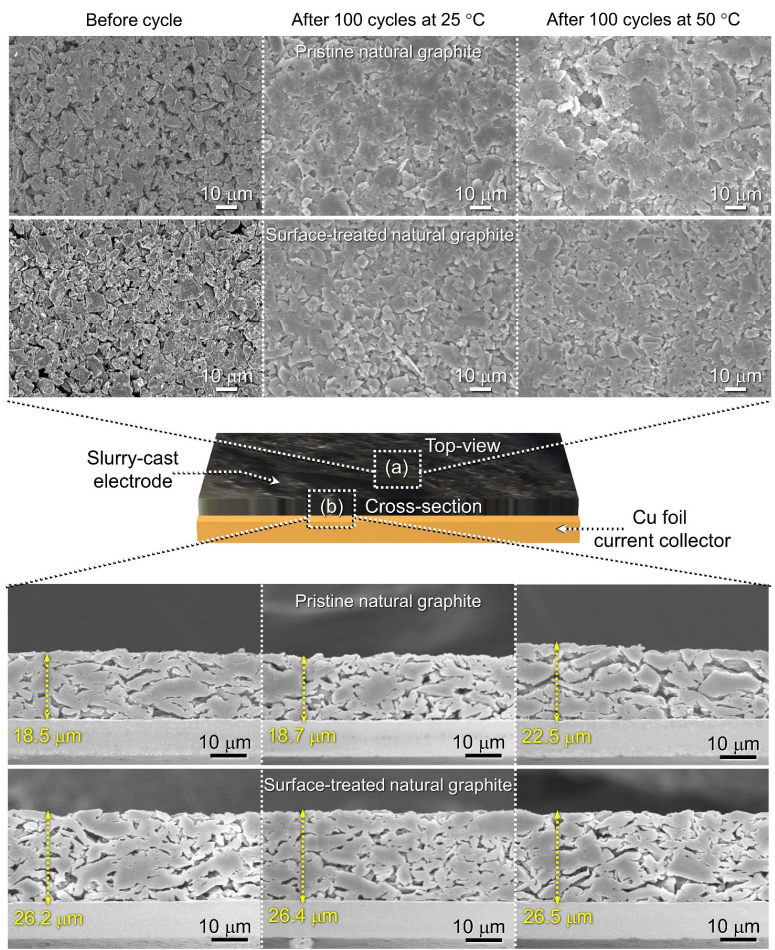 Before cycle
After 100 cycles at 25 °C
After 100 cycles at 50 °C
Pristine natural graphite
10 μm
10 μm
10 μm
Surface-treated natural graphite
10 μm
10 μm
10 μm
Top-view
Slurry-cast
electrode
(a)
(b)
Cross-section
Cu foil
current collector
Pristine natural graphite
18.5 μm
10 μm
18.7 μm
10 μm
22.5 μm
10 μm
Surface-treated natural graphite
26.2 μm
10 μm
26.4 μm
10 μm
26.5 μm
10 μm